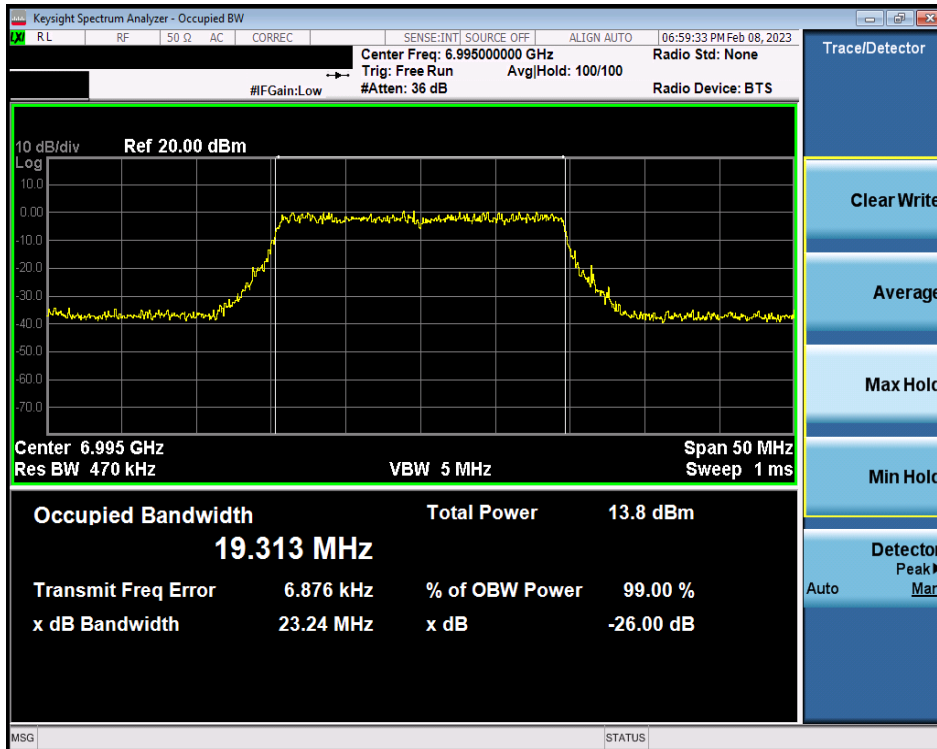 Keysight Spectrum Analyzer - Occupied BW
LXI RL RF 50 Ω AC CORREC SENSE:INT SOURCE OFF ALIGN AUTO 06:59:33 PM Feb 08, 2023
Center Freq: 6.995000000 GHz Radio Std: None
Trig: Free Run Avg|Hold: 100/100
#IFGain:Low #Atten: 36 dB Radio Device: BTS
Trace/Detector
10 dB/div Ref 20.00 dBm
Log
10.0
0.00
-10.0
-20.0
-30.0
-40.0
-50.0
-60.0
-70.0
Center 6.995 GHz Span 50 MHz
Res BW 470 kHz VBW 5 MHz Sweep 1 ms
Occupied Bandwidth Total Power 13.8 dBm
19.313 MHz
Transmit Freq Error 6.876 kHz % of OBW Power 99.00 %
x dB Bandwidth 23.24 MHz x dB -26.00 dB
Clear Write
Average
Max Hold
Min Hold
Detector
Peak
Auto Man
MSG STATUS